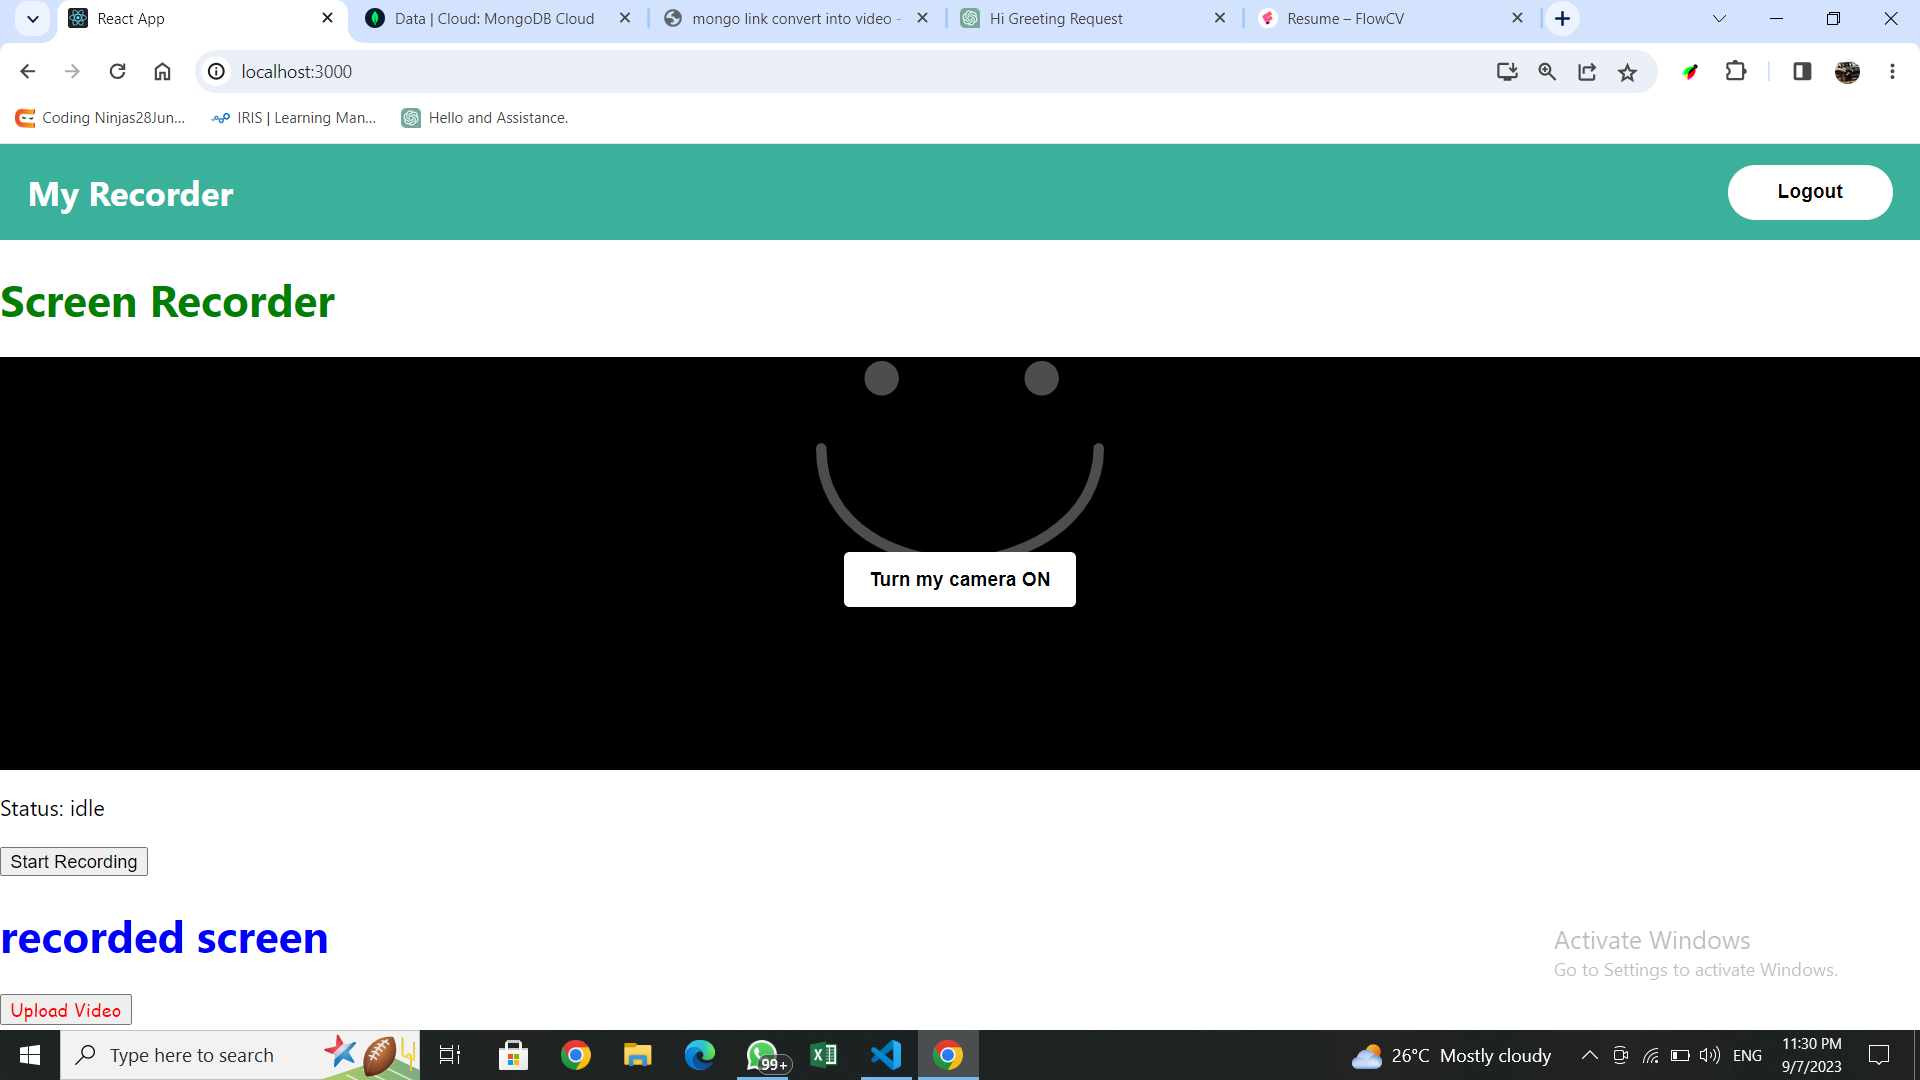 React App
Data | Cloud: MongoDB Cloud
mongo link convert into video -
Hi Greeting Request
Resume – FlowCV
localhost:3000
Coding Ninjas28Jun...
IRIS | Learning Man...
Hello and Assistance.
My Recorder
Logout
Screen Recorder
Turn my camera ON
Status: idle
Start Recording
recorded screen
Upload Video
Activate Windows
Go to Settings to activate Windows.
Type here to search
99+
26°C Mostly cloudy
ENG
11:30 PM
9/7/2023